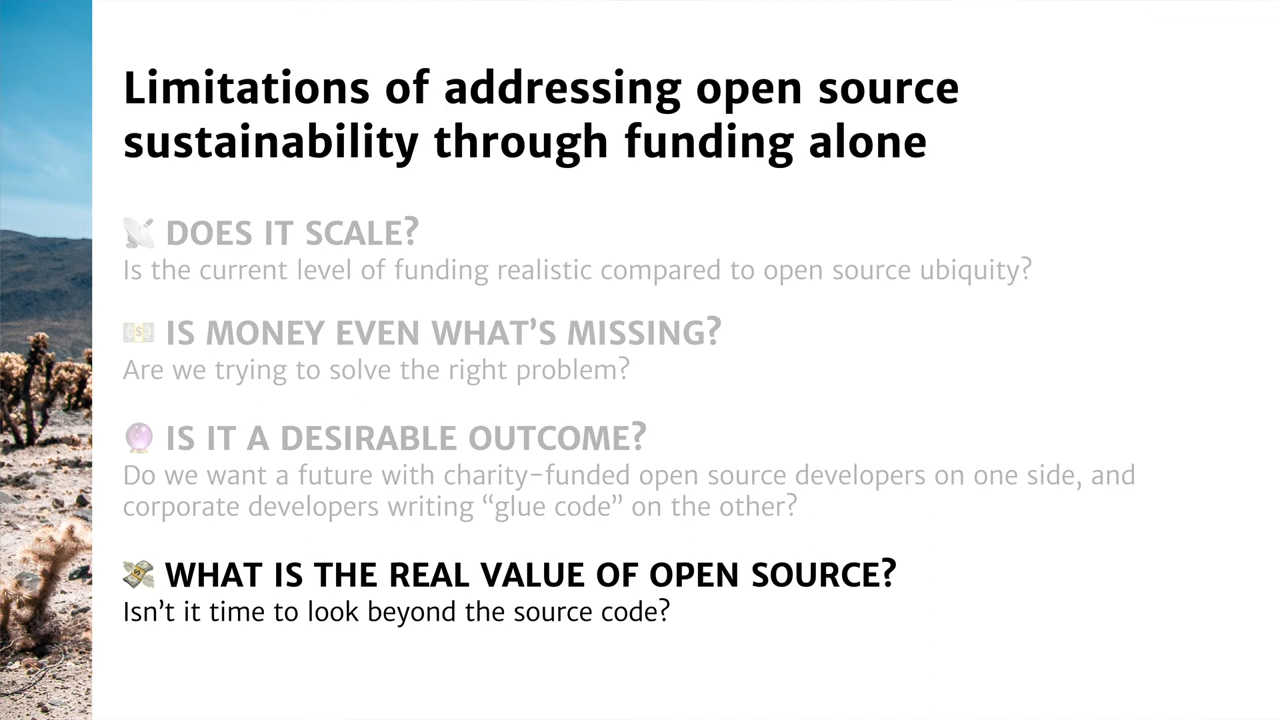 Limitations of addressing open source
sustainability through funding alone
DOES IT SCALE?
Is the current level of funding realistic compared to open source ubiquity?
IS MONEY EVEN WHAT’S MISSING?
Are we trying to solve the right problem?
IS IT A DESIRABLE OUTCOME?
Do we want a future with charity-funded open source developers on one side, and
corporate developers writing “glue code” on the other?
WHAT IS THE REAL VALUE OF OPEN SOURCE?
Isn’t it time to look beyond the source code?